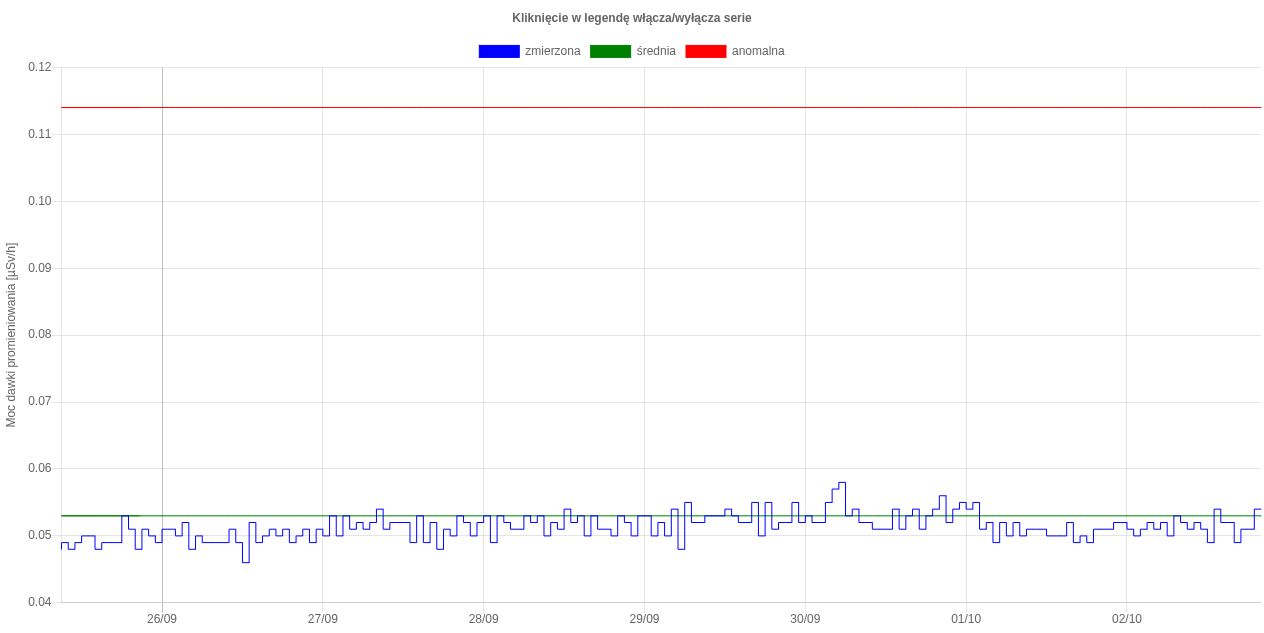 Kliknięcie w legendę włącza/wyłącza serie
zmierzona średnia anomalna
Moc dawki promieniowania [µSv/h]
0.12
0.11
0.10
0.09
0.08
0.07
0.06
0.05
0.04
26/09 27/09 28/09 29/09 30/09 01/10 02/10